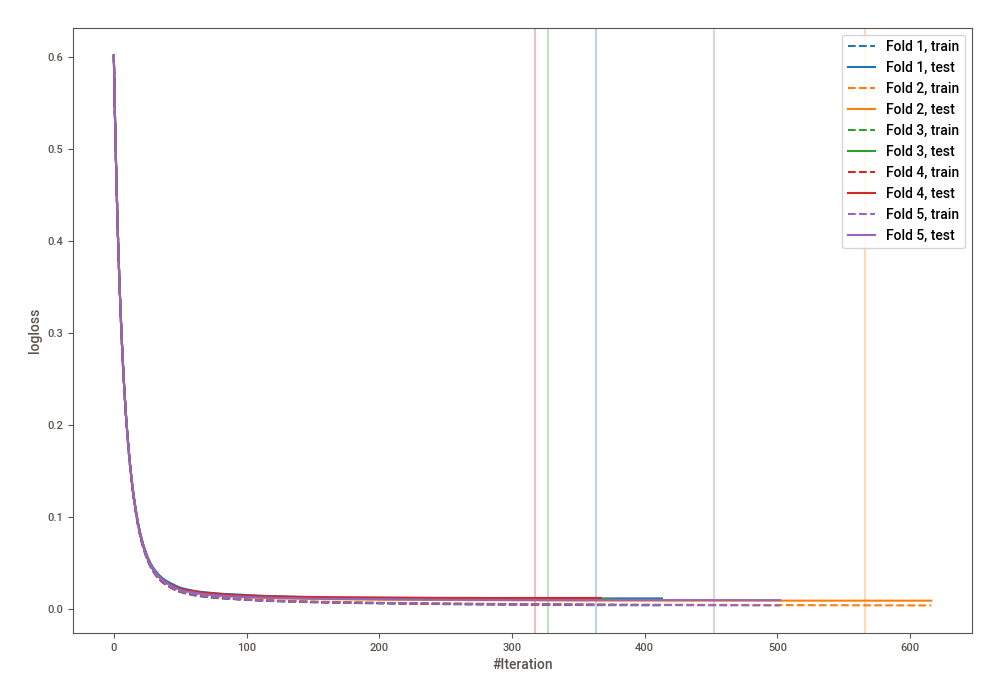 0.6
0.5
0.4
0.3
0.2
0.1
0.0
logloss
0
100
200
300
400
500
600
#Iteration
Fold 1, train
Fold 1, test
Fold 2, train
Fold 2, test
Fold 3, train
Fold 3, test
Fold 4, train
Fold 4, test
Fold 5, train
Fold 5, test